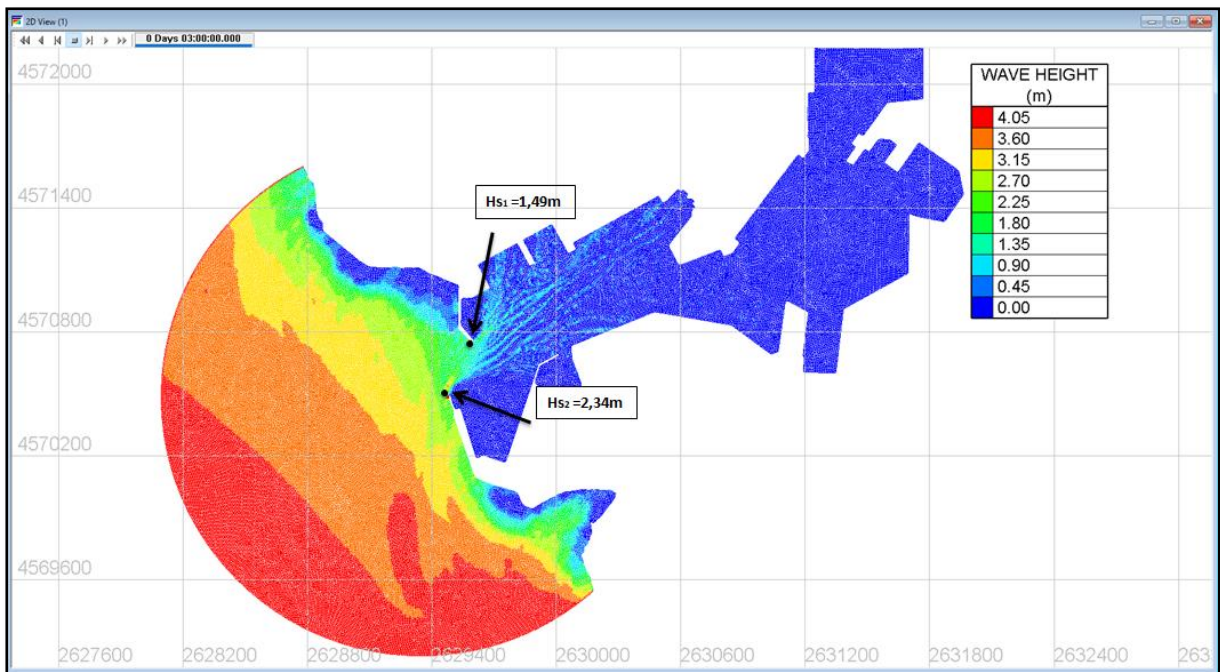 2D View (1)
0 Days 03:00:00.000
4572000
WAVE HEIGHT
(m)
4.05
3.60
3.15
2.70
2.25
1.80
1.35
0.90
0.45
0.00
4571400
Hs₁ =1,49m
4570800
Hs₂ =2,34m
4570200
4569600
2627600 2628200 2628800 2629400 2630000 2630600 2631200 2631800 2632400 263